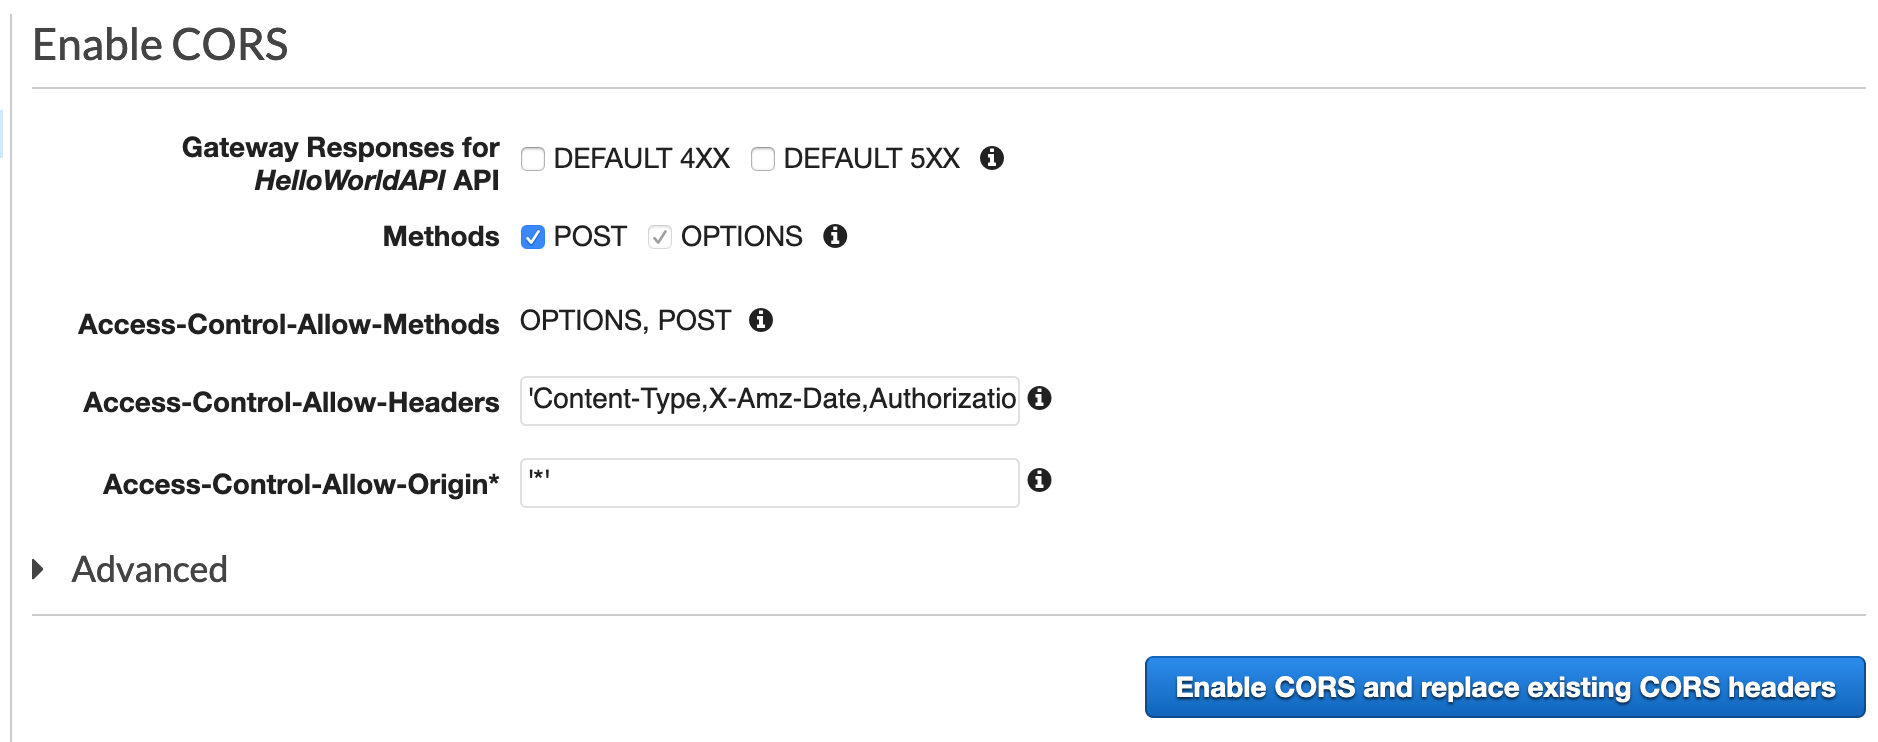 Enable CORS
Gateway Responses for
HelloWorldAPI API
DEFAULT 4XX DEFAULT 5XX
Methods POST OPTIONS
Access-Control-Allow-Methods OPTIONS, POST
Access-Control-Allow-Headers 'Content-Type,X-Amz-Date,Authorizatio
Access-Control-Allow-Origin* '*'
Advanced
Enable CORS and replace existing CORS headers